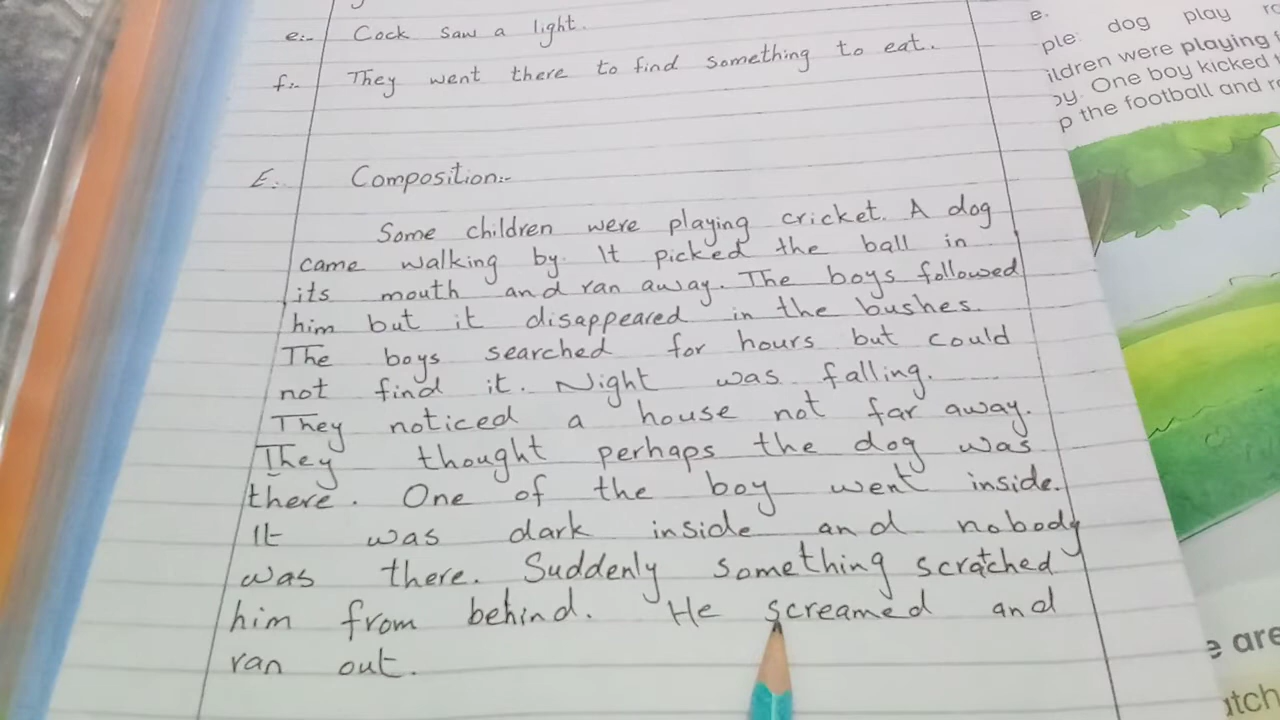 e:- Cock saw a light.
f:- They went there to find something to eat.
E. Composition:-
Some children were playing cricket. A dog
came walking by. It picked the ball in
its mouth and ran away. The boys followed
him but it disappeared in the bushes.
The boys searched for hours but could
not find it. Night was falling.
They noticed a house not far away.
They thought perhaps the dog was
there. One of the boy went inside.
It was dark inside and nobody
was there. Suddenly something scratched
him from behind. He screamed and
ran out.
e.
dog play
were playing
One boy kicked
the football and
are